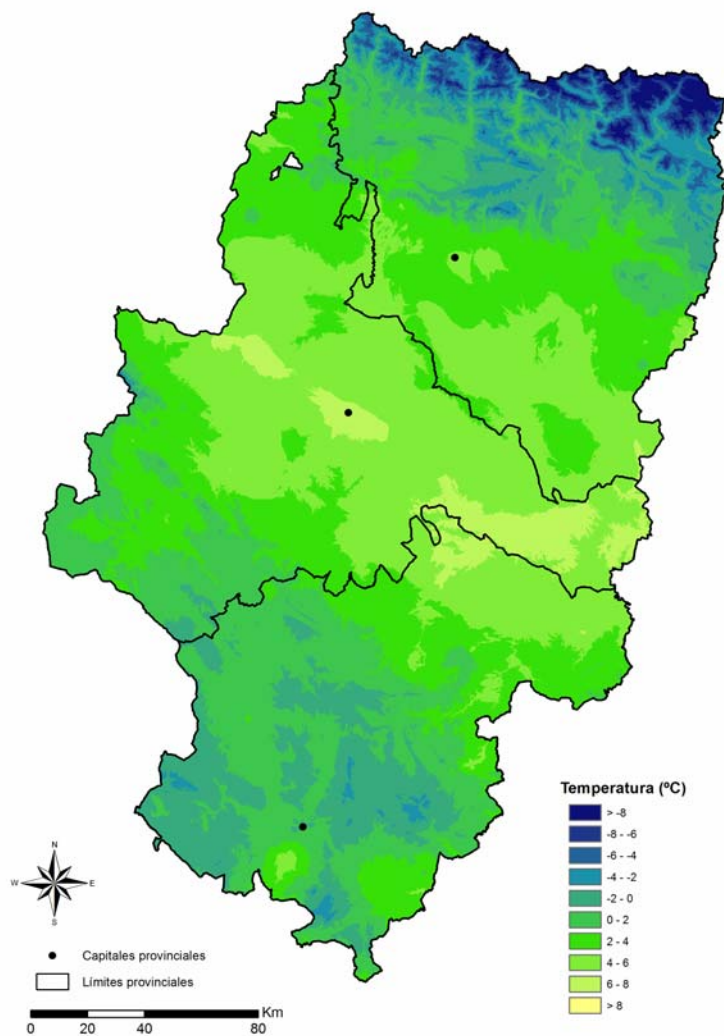 Temperatura (ºC)
> -8
-8 - -6
-6 - -4
-4 - -2
-2 - 0
0 - 2
2 - 4
4 - 6
6 - 8
> 8
N
W E
S
Capitales provinciales
Límites provinciales
Km
0 20 40 80